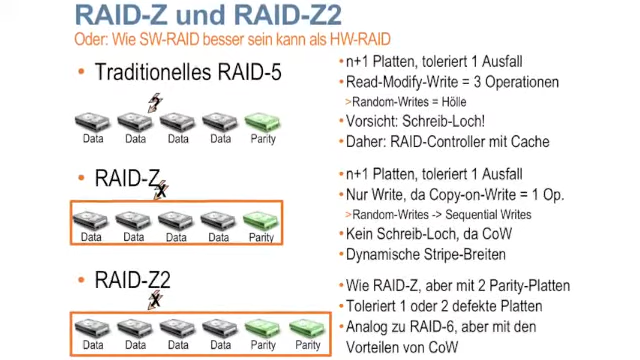 RAID-Z und RAID-Z2
Oder: Wie SW-RAID besser sein kann als HW-RAID
• Traditionelles RAID-5
Data Data Data Data Parity
• n+1 Platten, toleriert 1 Ausfall
• Read-Modify-Write = 3 Operationen
>Random-Writes = Hölle
• Vorsicht: Schreib-Loch!
• Daher: RAID-Controller mit Cache
• RAID-Z
Data Data Data Data Parity
• n+1 Platten, toleriert 1 Ausfall
• Nur Write, da Copy-on-Write = 1 Op.
>Random-Writes -> Sequential Writes
• Kein Schreib-Loch, da CoW
• Dynamische Stripe-Breiten
• RAID-Z2
Data Data Data Data Parity Parity
• Wie RAID-Z, aber mit 2 Parity-Platten
• Toleriert 1 oder 2 defekte Platten
• Analog zu RAID-6, aber mit den
Vorteilen von CoW